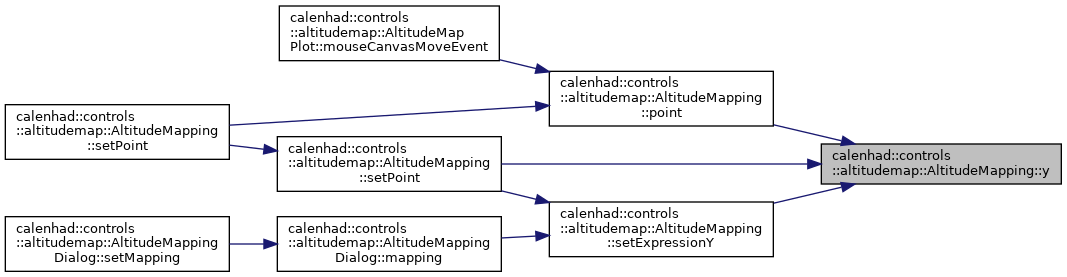 calenhad::controls
::altitudemap::AltitudeMap
Plot::mouseCanvasMoveEvent
calenhad::controls
::altitudemap::AltitudeMapping
::point
calenhad::controls
::altitudemap::AltitudeMapping
::setPoint
calenhad::controls
::altitudemap::AltitudeMapping
::setPoint
calenhad::controls
::altitudemap::AltitudeMapping::y
calenhad::controls
::altitudemap::AltitudeMapping
::setExpressionY
calenhad::controls
::altitudemap::AltitudeMapping
Dialog::setMapping
calenhad::controls
::altitudemap::AltitudeMapping
Dialog::mapping